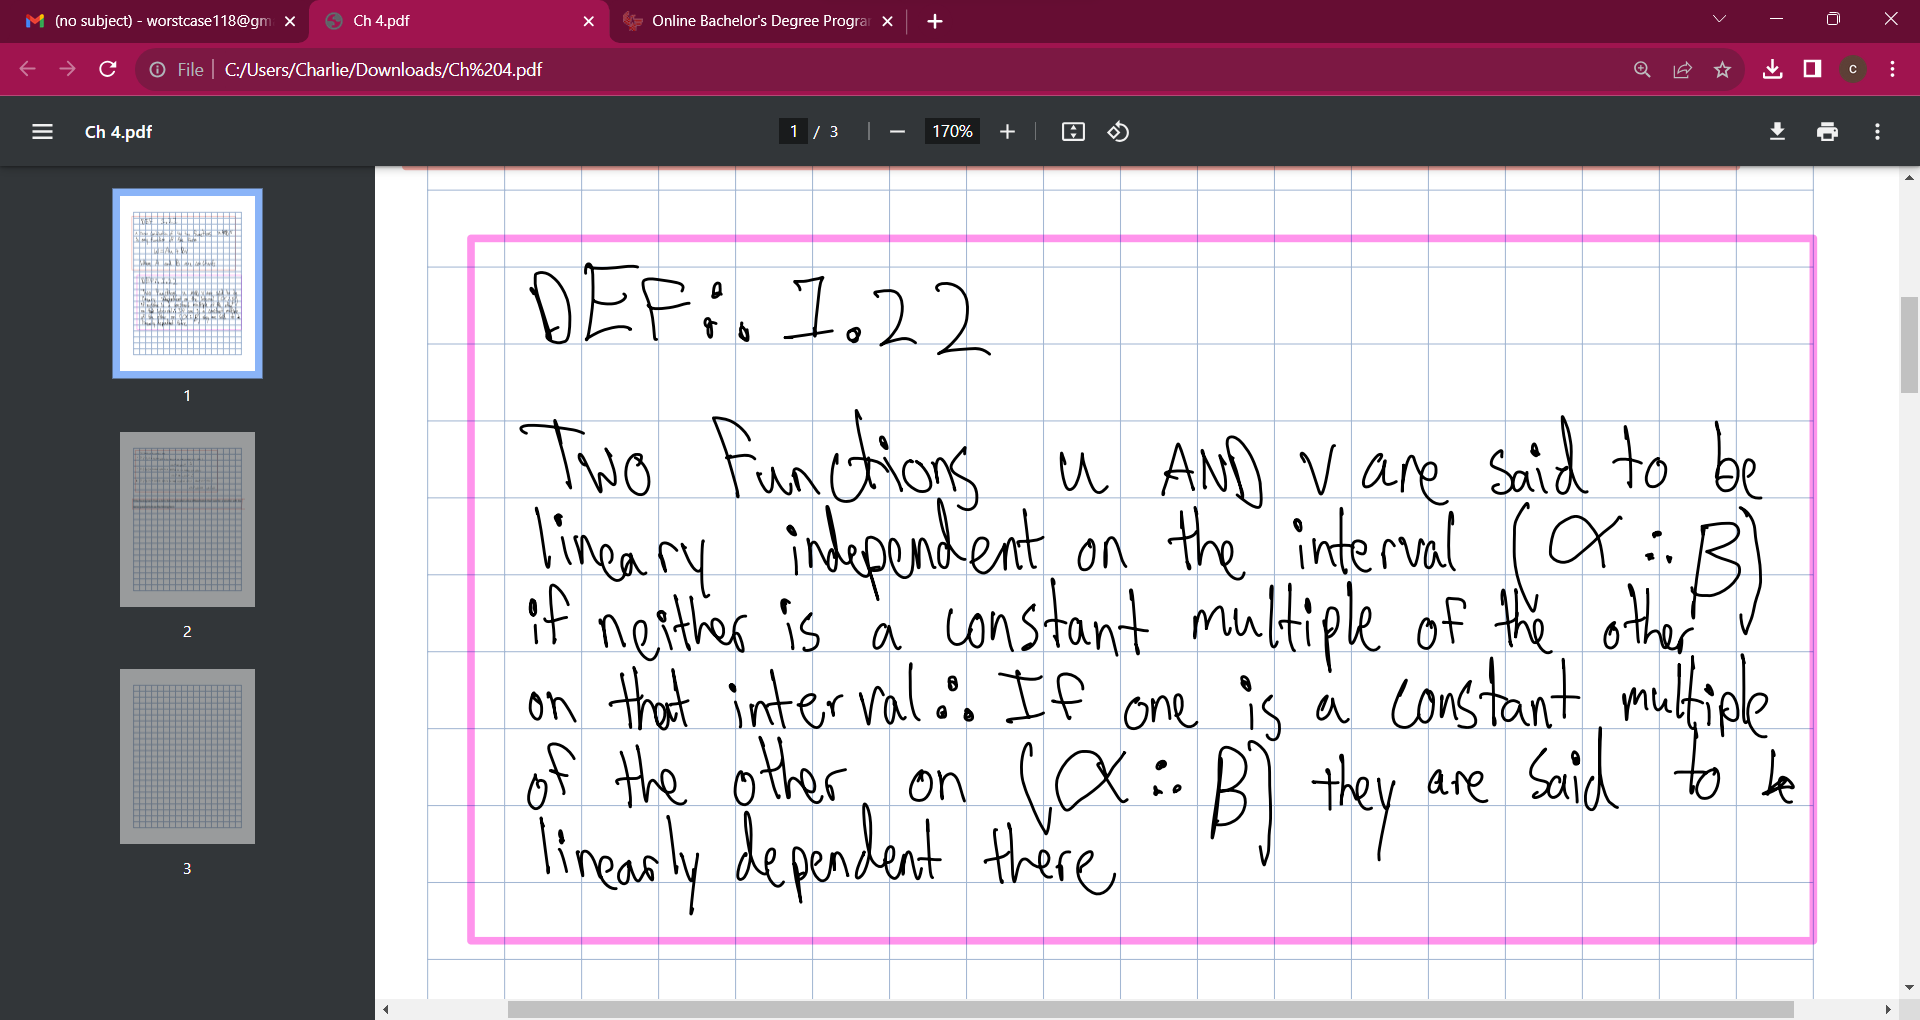 (no subject) - worstcase118@gm
Ch 4.pdf
Online Bachelor's Degree Progra
File
C:/Users/Charlie/Downloads/Ch%204.pdf
C
Ch 4.pdf
1 / 3
170%
1
2
3
DEF:. 1.22
Two Functions u AND v are said to be
lineary independent on the interval (α ∴ β)
if neither is a constant multiple of the other
on that interval ∴ If one is a constant multiple
of the other on (α ∴ β) they are said to be
linearly dependent there